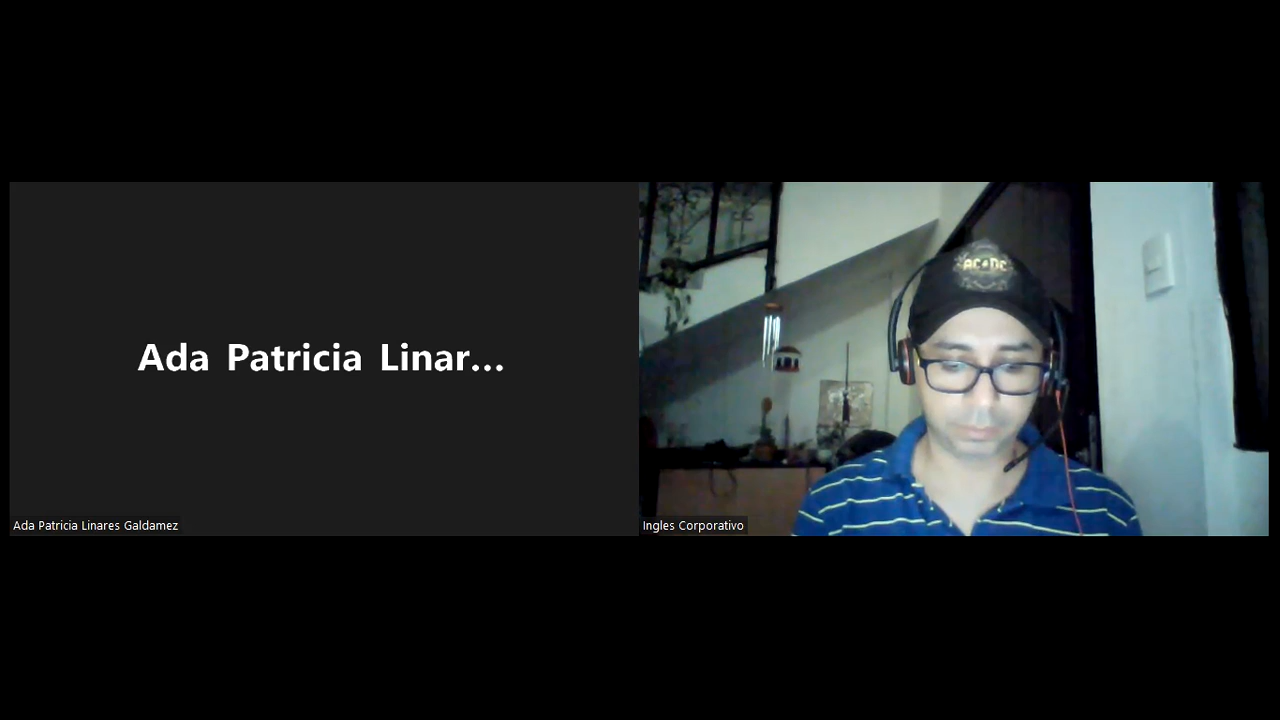 Ada Patricia Linar...
Ada Patricia Linares Galdamez
AC⚡DC
Ingles Corporativo